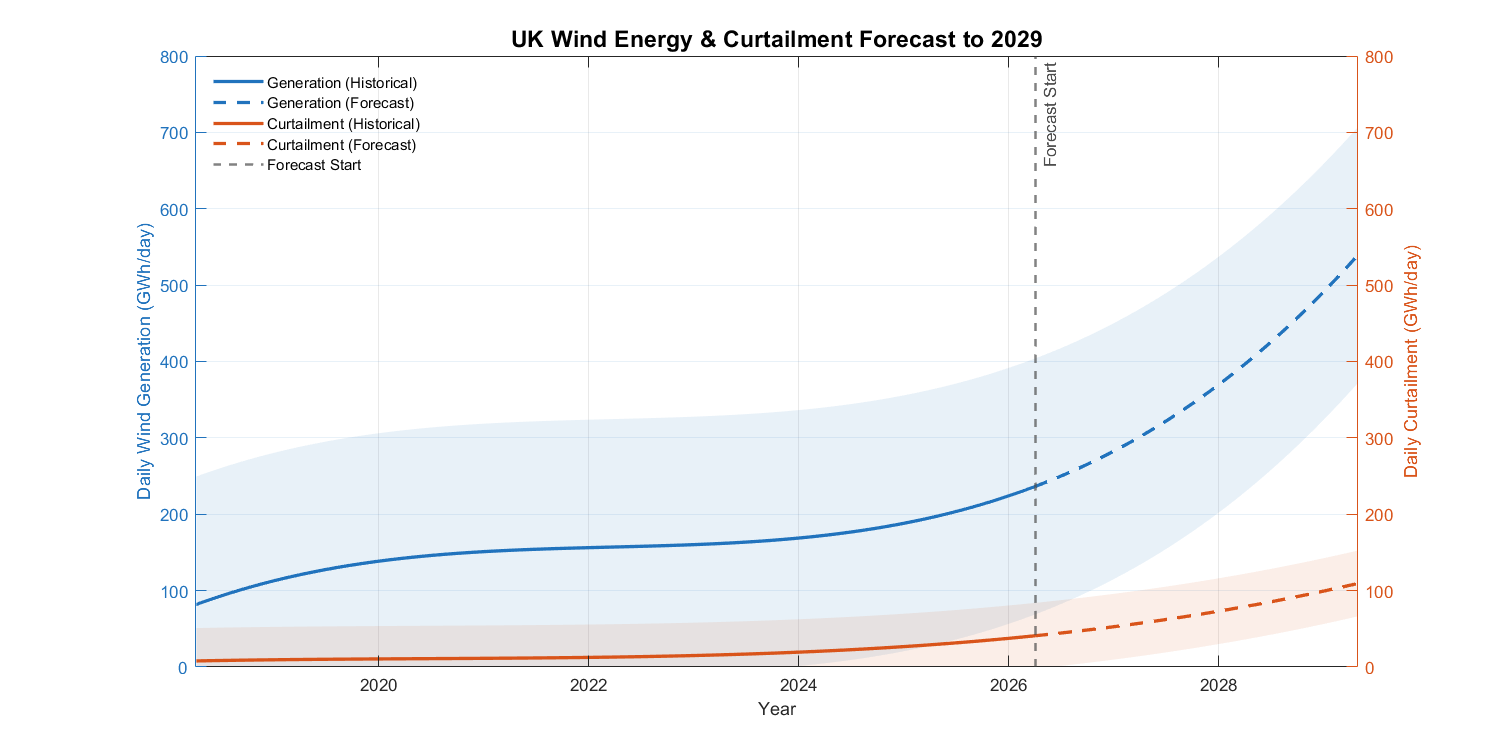 UK Wind Energy & Curtailment Forecast to 2029
Generation (Historical)
Generation (Forecast)
Curtailment (Historical)
Curtailment (Forecast)
Forecast Start
Forecast Start
Daily Wind Generation (GWh/day)
800
700
600
500
400
300
200
100
0
Daily Curtailment (GWh/day)
800
700
600
500
400
300
200
100
0
2020 2022 2024 2026 2028
Year